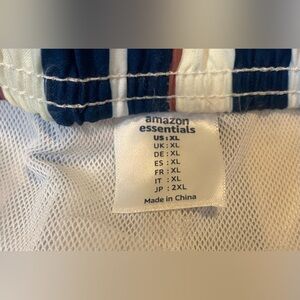 amazon
essentials
US : XL
UK : XL
DE : XL
ES : XL
FR : XL
IT : XL
JP : 2XL
Made in China